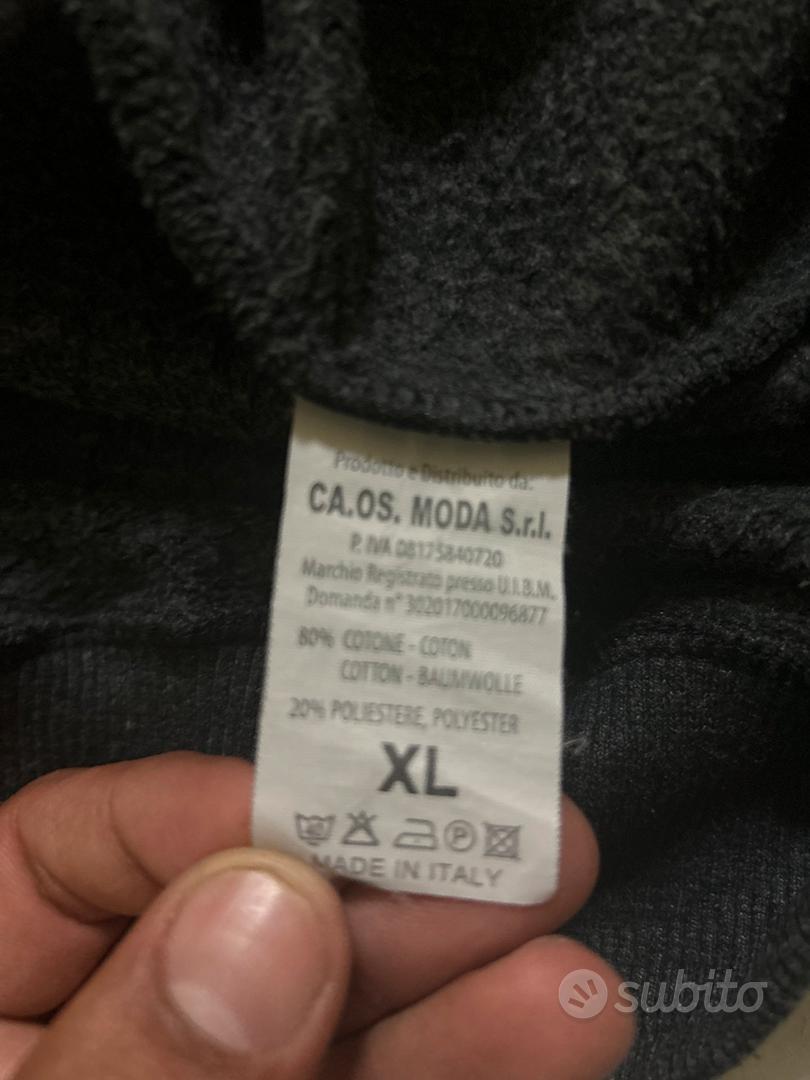 Prodotto e Distribuito da:
CA.OS. MODA S.r.l.
P. IVA 08175840720
Marchio Registrato presso U.I.B.M.
Domanda n° 302017000096877
80% COTONE - COTON
COTTON - BAUMWOLLE
20% POLIESTERE, POLYESTER
XL
40 P
MADE IN ITALY
subito